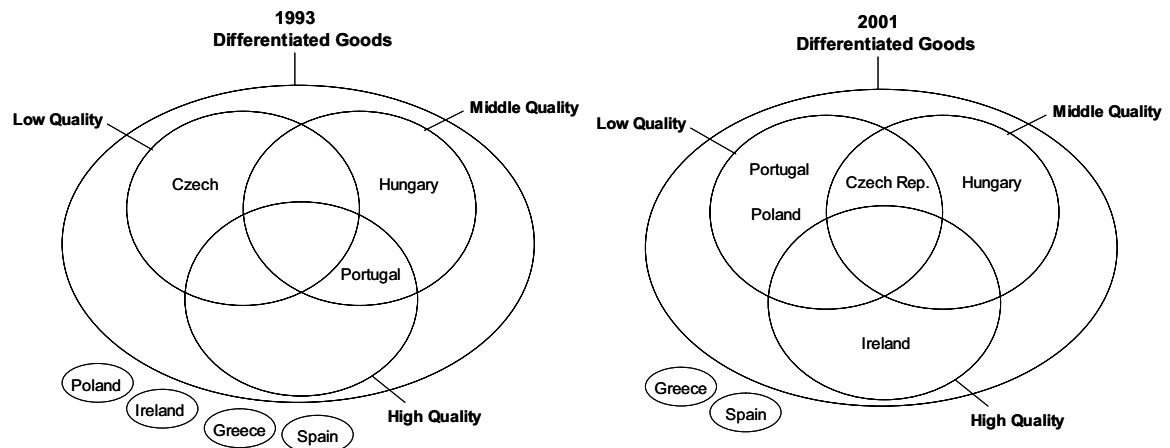 1993
Differentiated Goods
Low Quality
Middle Quality
Czech
Hungary
Portugal
Poland
Ireland
Greece
Spain
High Quality
2001
Differentiated Goods
Low Quality
Middle Quality
Portugal
Czech Rep.
Hungary
Poland
Ireland
Greece
Spain
High Quality